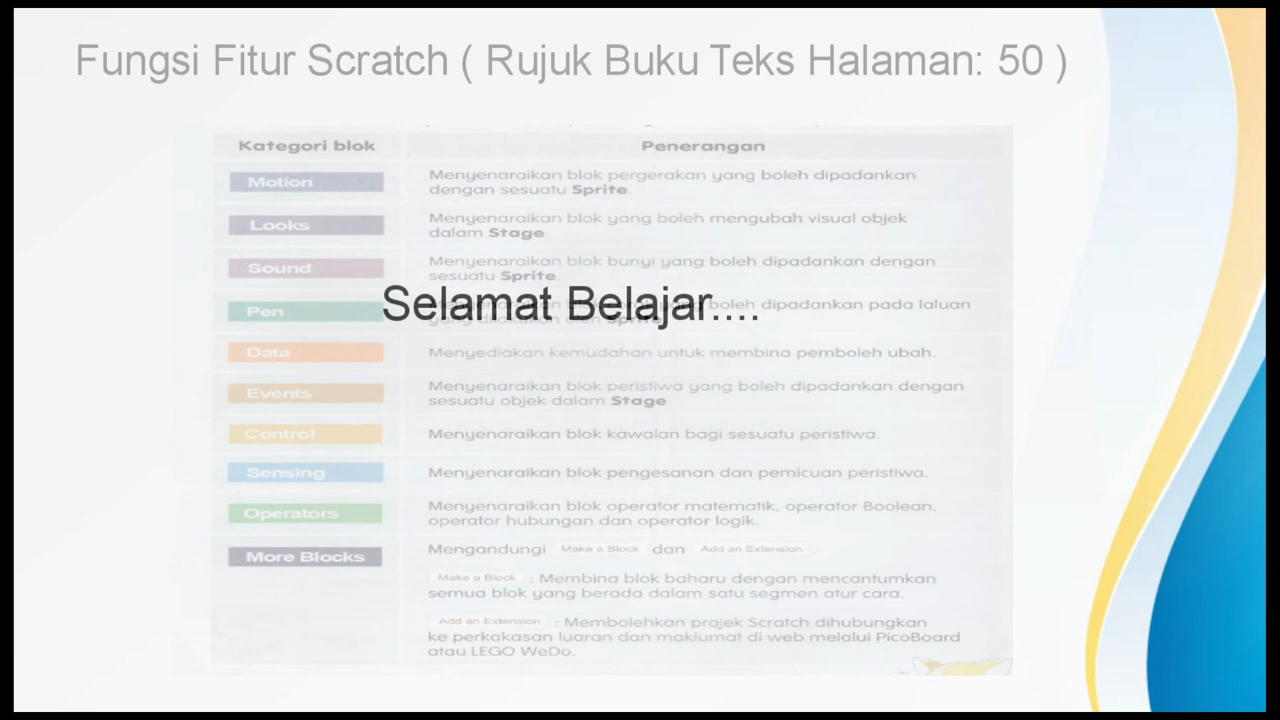 Fungsi Fitur Scratch ( Rujuk Buku Teks Halaman: 50 )
Kategori blok Penerangan
Motion Menyenaraikan blok pergerakan yang boleh dipadankan
dengan sesuatu Sprite.
Looks Menyenaraikan blok yang boleh mengubah visual objek
dalam Stage.
Sound Menyenaraikan blok bunyi yang boleh dipadankan dengan
sesuatu Sprite.
Selamat Belajar....
Pen boleh dipadankan pada laluan
Data Menyediakan kemudahan untuk membina pemboleh ubah.
Events Menyenaraikan blok peristiwa yang boleh dipadankan dengan
sesuatu objek dalam Stage
Control Menyenaraikan blok kawalan bagi sesuatu peristiwa.
Sensing Menyenaraikan blok pengesanan dan pemicuan peristiwa.
Operators Menyenaraikan blok operator matematik, operator Boolean,
operator hubungan dan operator logik.
More Blocks Mengandungi Make a Block dan Add an Extension .
Make a Block : Membina blok baharu dengan mencantumkan
semua blok yang berada dalam satu segmen atur cara.
Add an Extension : Membolehkan projek Scratch dihubungkan
ke perkakasan luaran dan maklumat di web melalui PicoBoard
atau LEGO WeDo.